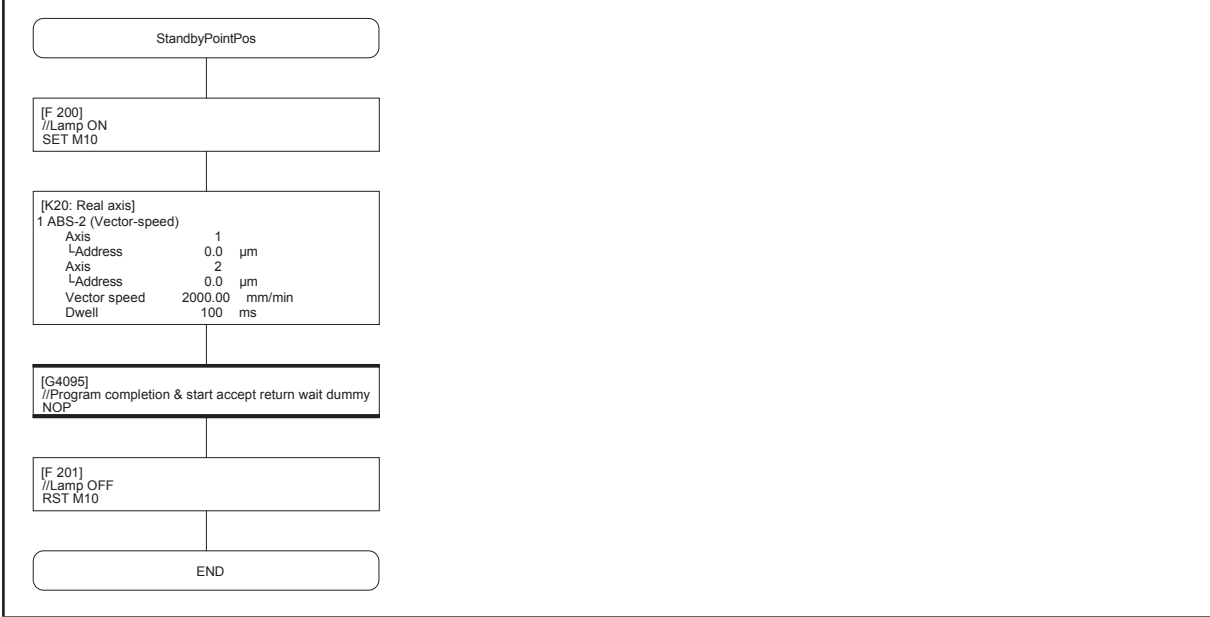 StandbyPointPos
[F 200]
//Lamp ON
SET M10
[K20: Real axis]
1 ABS-2 (Vector-speed)
Axis 1
└Address 0.0 µm
Axis 2
└Address 0.0 µm
Vector speed 2000.00 mm/min
Dwell 100 ms
[G4095]
//Program completion & start accept return wait dummy
NOP
[F 201]
//Lamp OFF
RST M10
END